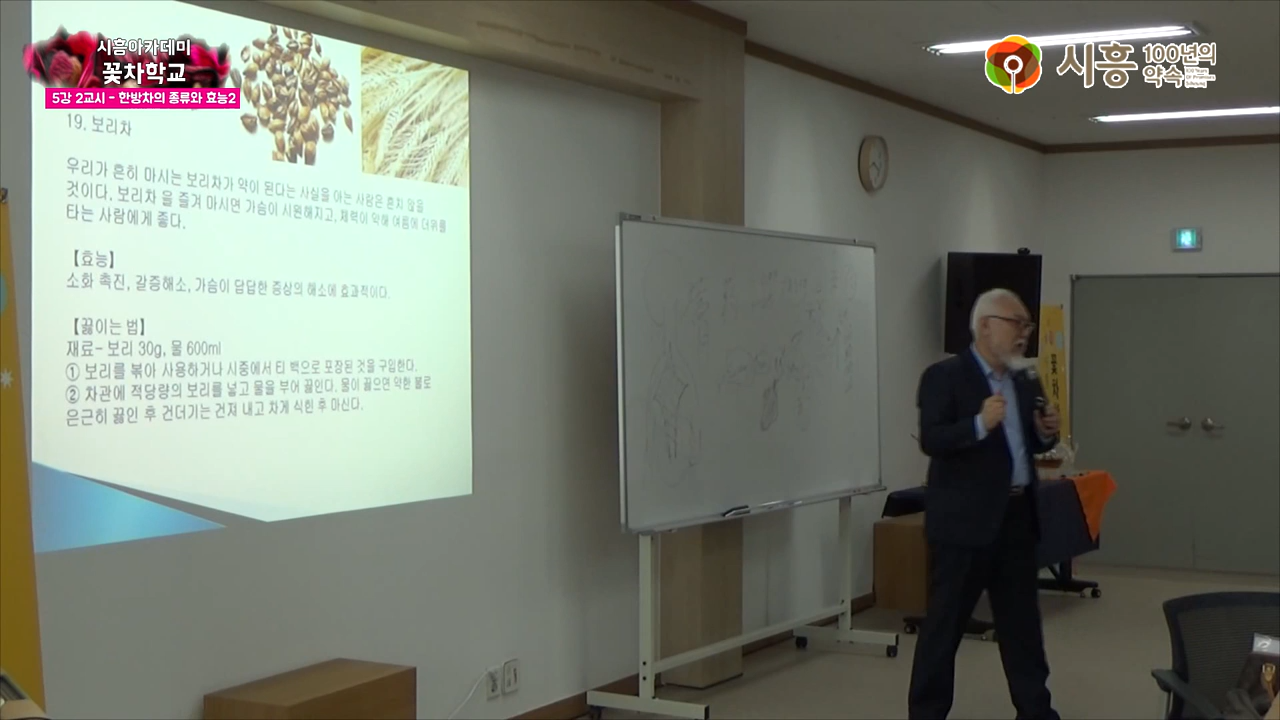 시흥아카데미
꽃차학교
5강 2교시 - 한방차의 종류와 효능2
시흥 100년의 약속
19. 보리차
우리가 흔히 마시는 보리차가 약이 된다는 사실을 아는 사람은 흔지 않을
것이다. 보리차 을 즐겨 마시면 가슴이 시원해지고, 체력이 약해 여름에 더위를
타는 사람에게 좋다.
【효능】
소화 촉진, 갈증해소, 가슴이 답답한 증상의 해소에 효과적이다.
【끓이는 법】
재료- 보리 30g, 물 600ml
① 보리를 볶아 사용하거나 시중에서 티 백으로 포장된 것을 구입한다.
② 차관에 적당량의 보리를 넣고 물을 부어 끓인다. 물이 끓으면 약한 불로
은근히 끓인 후 건더기는 건져 내고 차게 식힌 후 마신다.
꽃차